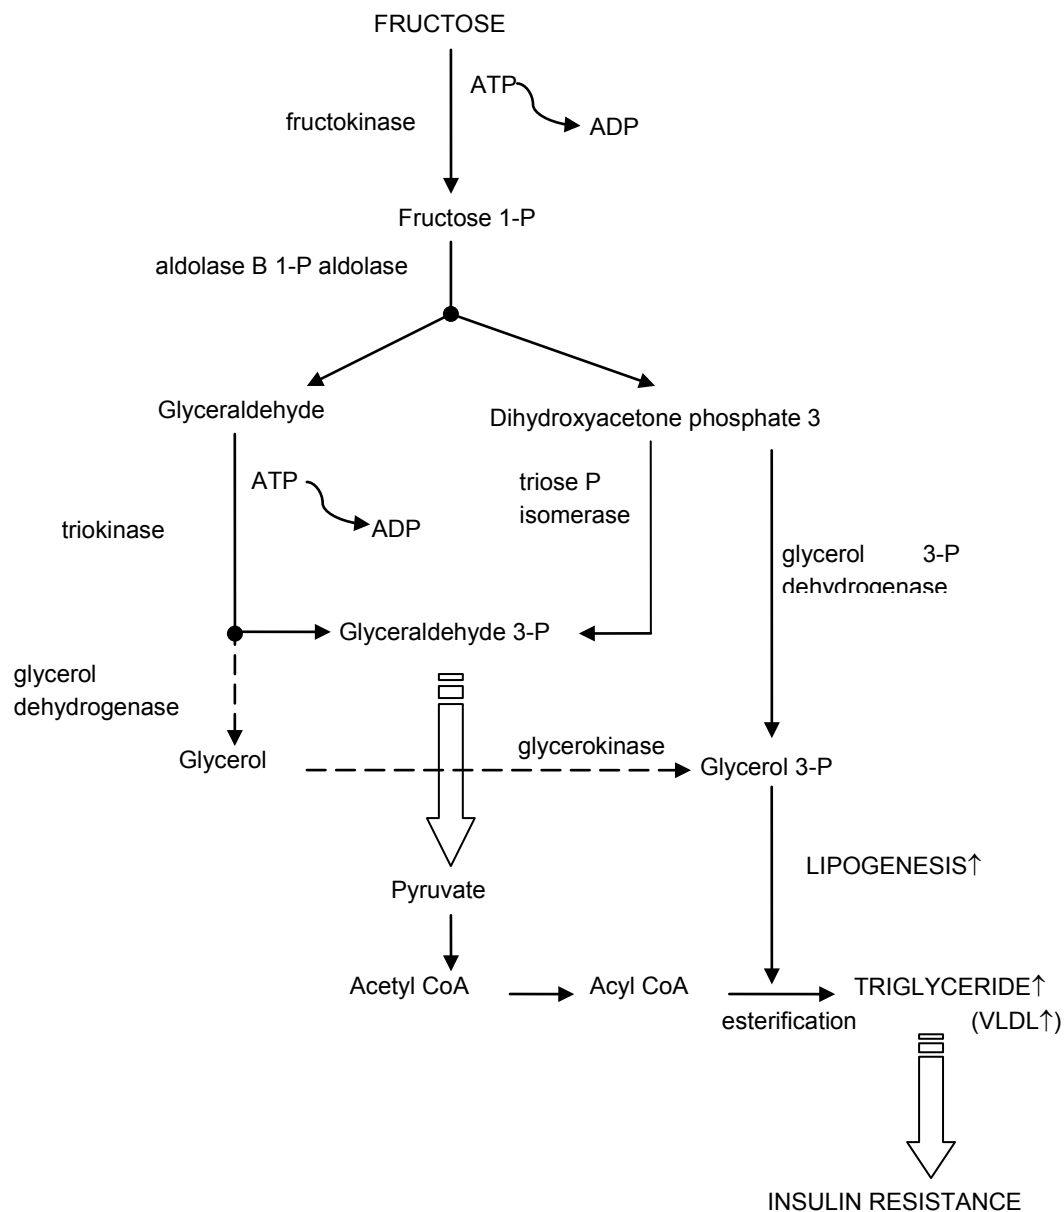 FRUCTOSE
ATP
fructokinase
ADP
Fructose 1-P
aldolase B 1-P aldolase
Glyceraldehyde
Dihydroxyacetone phosphate 3
ATP
triose P
isomerase
triokinase
ADP
glycerol 3-P
dehydrogenase
Glyceraldehyde 3-P
glycerol
dehydrogenase
Glycerol
glycerokinase
Glycerol 3-P
LIPOGENESIS↑
Pyruvate
Acetyl CoA
Acyl CoA
esterification
TRIGLYCERIDE↑
(VLDL↑)
INSULIN RESISTANCE